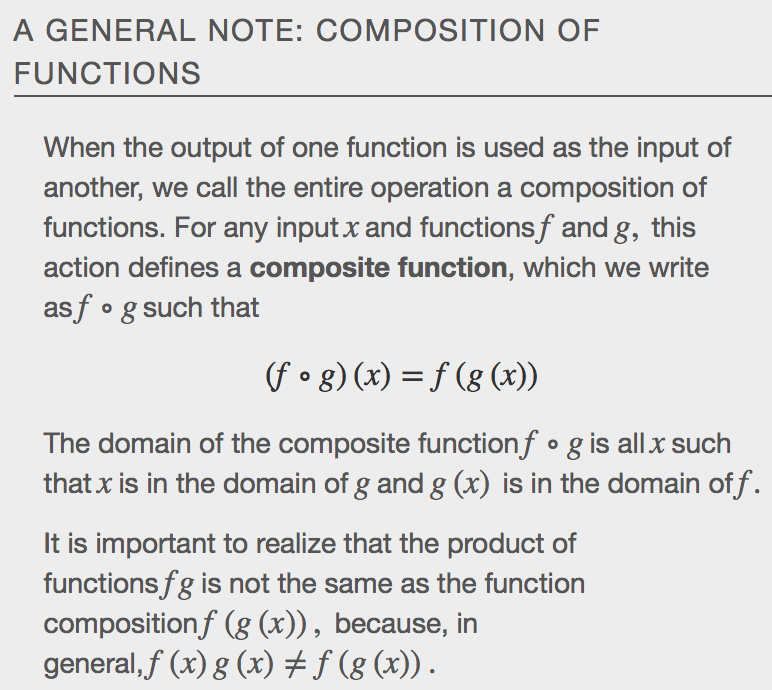 A GENERAL NOTE: COMPOSITION OF
FUNCTIONS
When the output of one function is used as the input of
another, we call the entire operation a composition of
functions. For any input x and functions f and g, this
action defines a composite function, which we write
as f ∘ g such that
(f ∘ g) (x) = f (g (x))
The domain of the composite function f ∘ g is all x such
that x is in the domain of g and g (x) is in the domain of f.
It is important to realize that the product of
functions fg is not the same as the function
composition f (g (x)), because, in
general, f (x) g (x) ≠ f (g (x)).